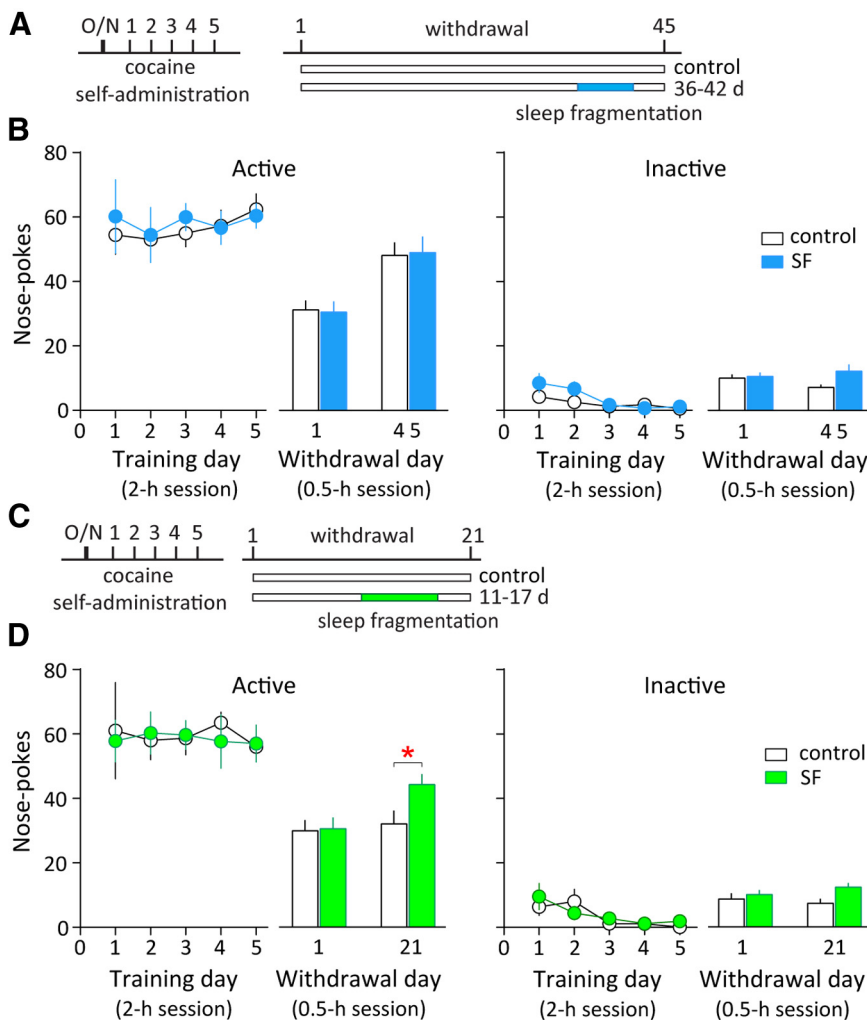 A
O/N 1 2 3 4 5
cocaine
self-administration
1 withdrawal 45
control
36-42 d
sleep fragmentation
B
Active
Inactive
control
SF
Nose-pokes
80
60
40
20
0
0 1 2 3 4 5
Training day
(2-h session)
1 4 5
Withdrawal day
(0.5-h session)
0 1 2 3 4 5
Training day
(2-h session)
1 4 5
Withdrawal day
(0.5-h session)
C
O/N 1 2 3 4 5
cocaine
self-administration
1 withdrawal 21
control
11-17 d
sleep fragmentation
D
Active
Inactive
*
control
SF
Nose-pokes
80
60
40
20
0
0 1 2 3 4 5
Training day
(2-h session)
1 21
Withdrawal day
(0.5-h session)
0 1 2 3 4 5
Training day
(2-h session)
1 21
Withdrawal day
(0.5-h session)